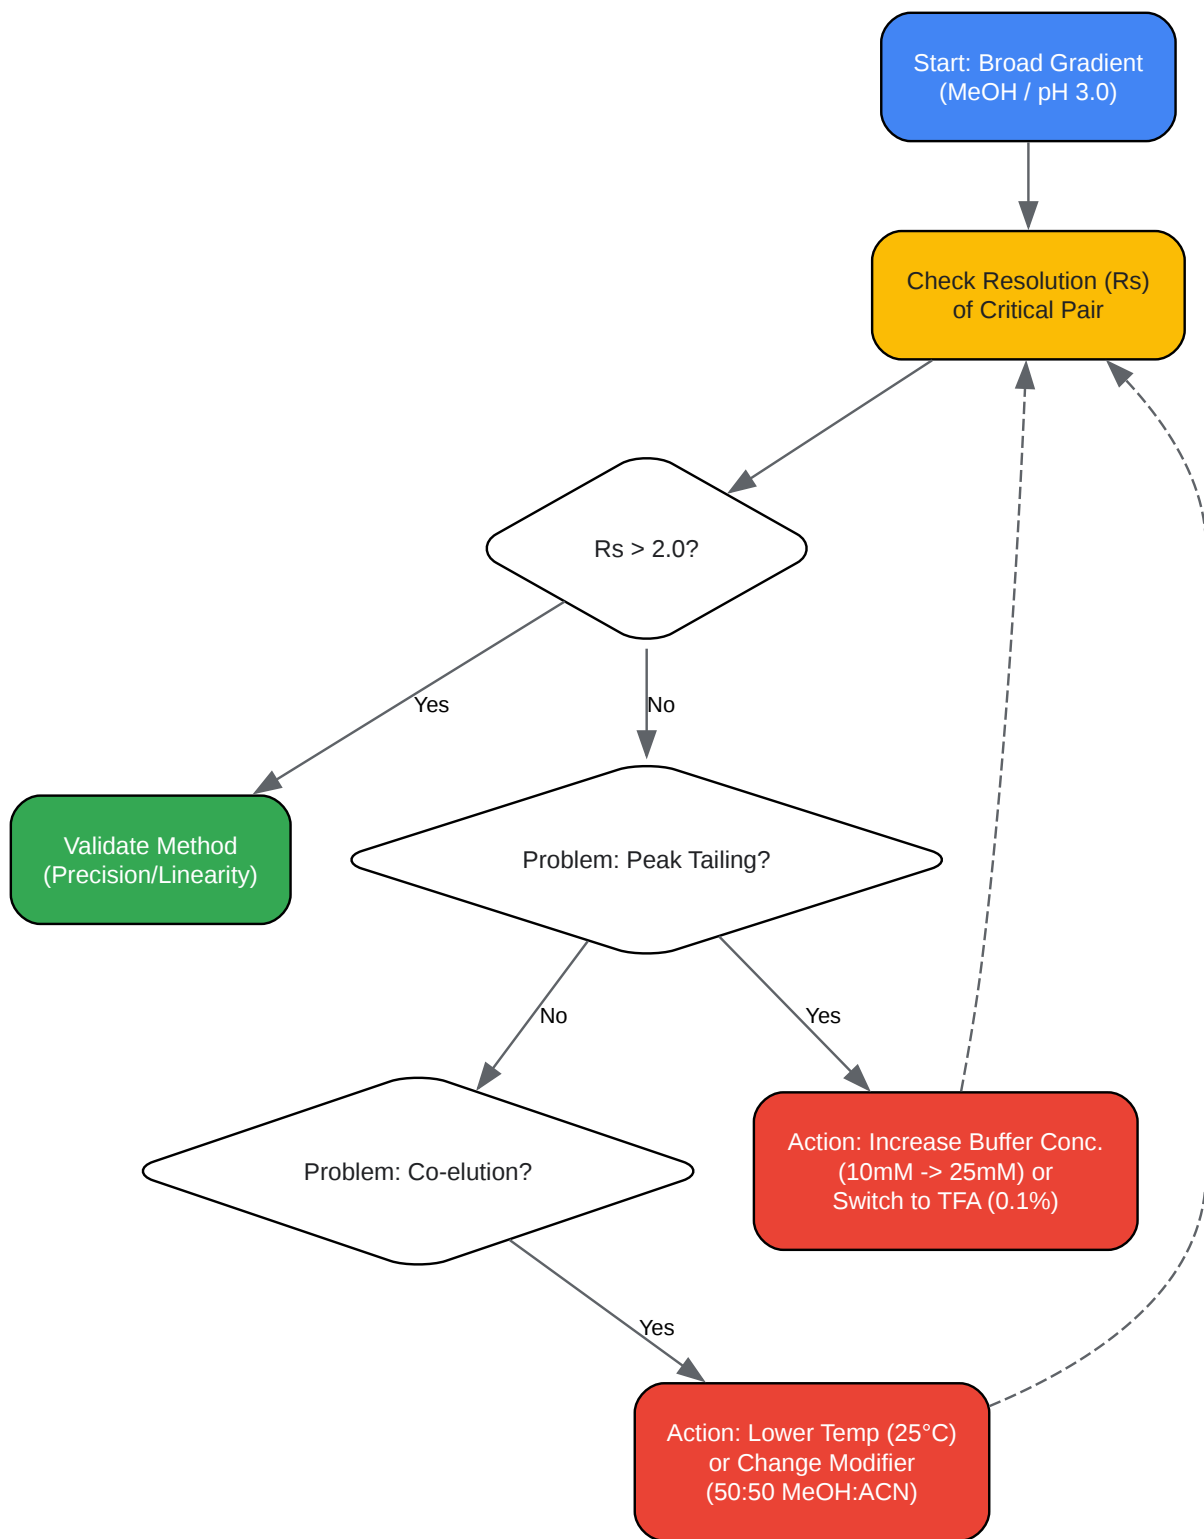 Start: Broad Gradient
(MeOH / pH 3.0)
Check Resolution (Rs)
of Critical Pair
Rs > 2.0?
Yes
No
Validate Method
(Precision/Linearity)
Problem: Peak Tailing?
No
Yes
Problem: Co-elution?
Action: Increase Buffer Conc.
(10mM -> 25mM) or
Switch to TFA (0.1%)
Yes
Action: Lower Temp (25°C)
or Change Modifier
(50:50 MeOH:ACN)